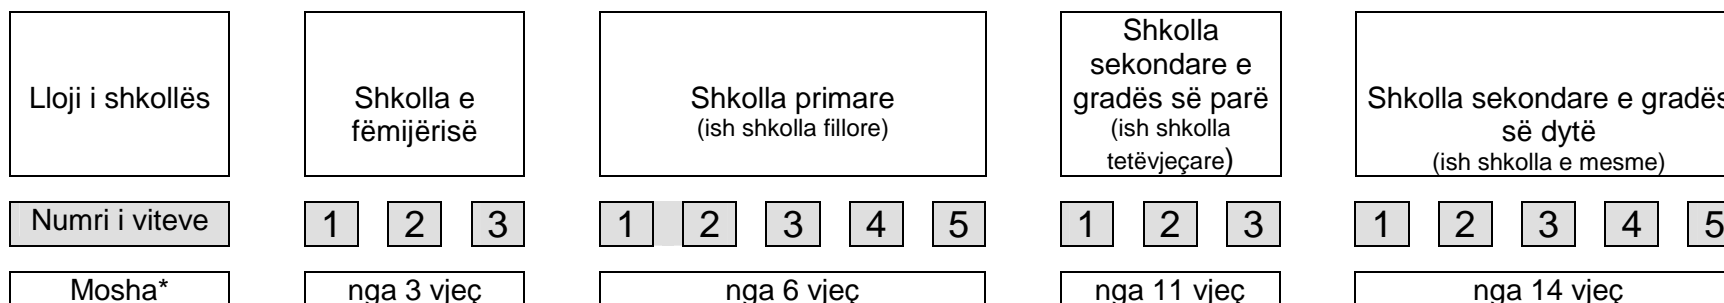 Lloji i shkollës
Shkolla e
fëmijërisë
Shkolla primare
(ish shkolla fillore)
Shkolla
sekondare e
gradës së parë
(ish shkolla
tetëvjeçare)
Shkolla sekondare e gradës
së dytë
(ish shkolla e mesme)
Numri i viteve
1 2 3
1 2 3 4 5
1 2 3
1 2 3 4 5
Mosha*
nga 3 vjeç
nga 6 vjeç
nga 11 vjeç
nga 14 vjeç